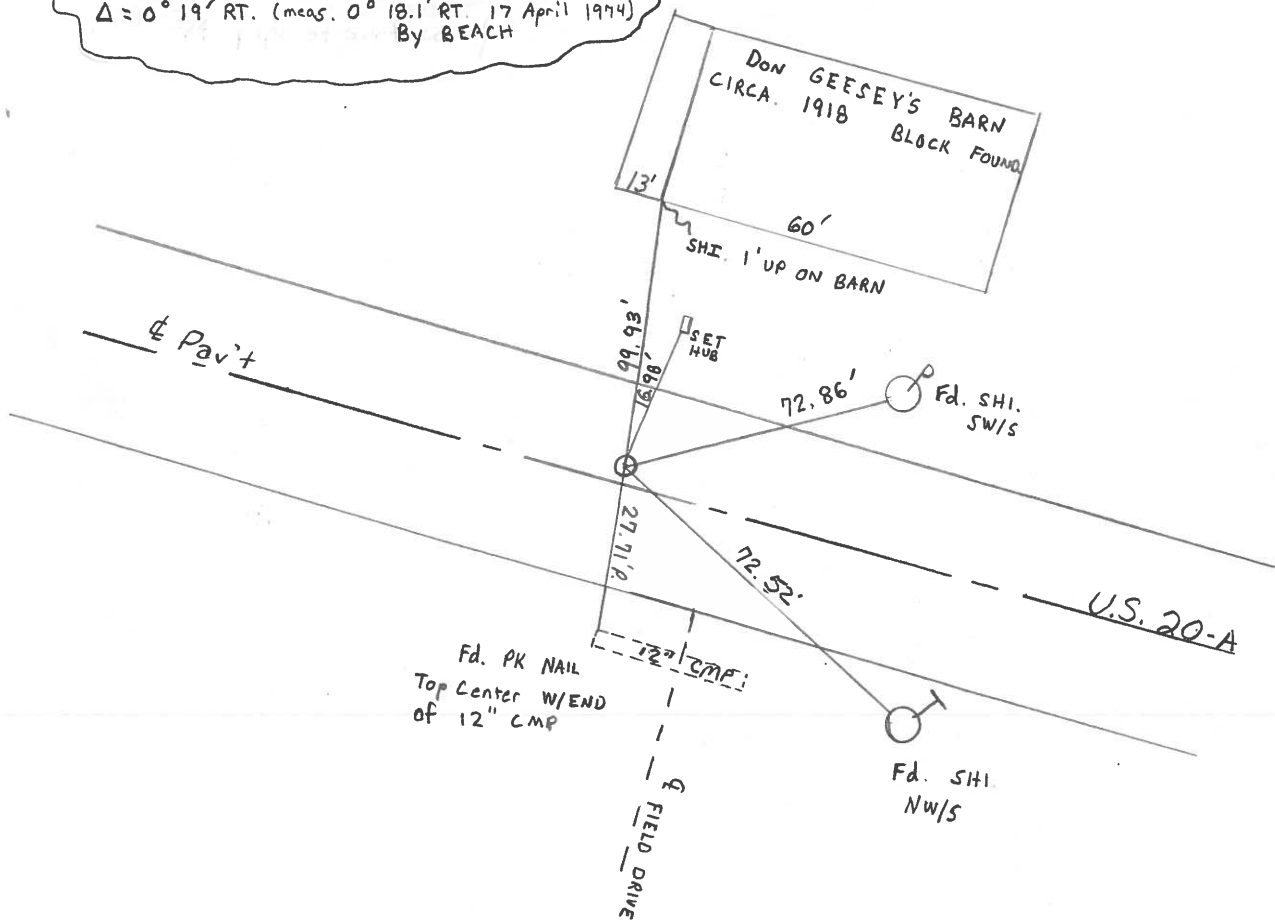 Δ = 0° 19' RT. (meas. 0° 18.1' RT. 17 April 1974)
By BEACH
DON GEESEY'S BARN
CIRCA. 1918 BLOCK FOUND.
13'
60'
SHI. 1' UP ON BARN
99.93'
SET
HUB
℄ Pav't
72.86'
Fd. SHI.
SW/S
27.71'
72.52'
U.S. 20-A
Fd. PK NAIL
Top Center W/END
of 12" CMP
12" CMP
Fd. SHI.
NW/S
℄ FIELD DRIVE